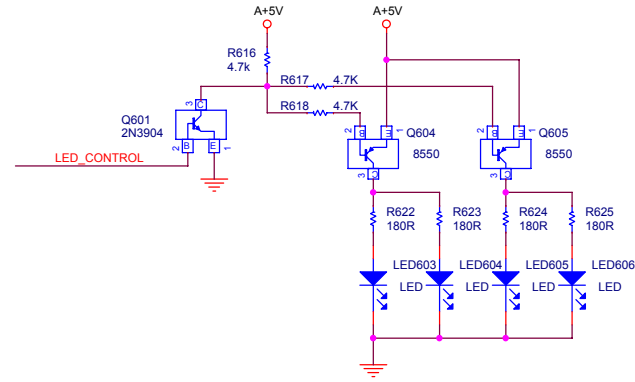 A+5V
A+5V
R616
4.7k
R617
4.7K
R618
4.7K
Q601
2N3904
3
C
2
B
E
1
LED_CONTROL
Q604
8550
2
B
E
1
3
C
Q605
8550
2
B
E
1
3
C
R622
180R
R623
180R
R624
180R
R625
180R
LED603
LED
LED604
LED
LED605
LED
LED606
LED